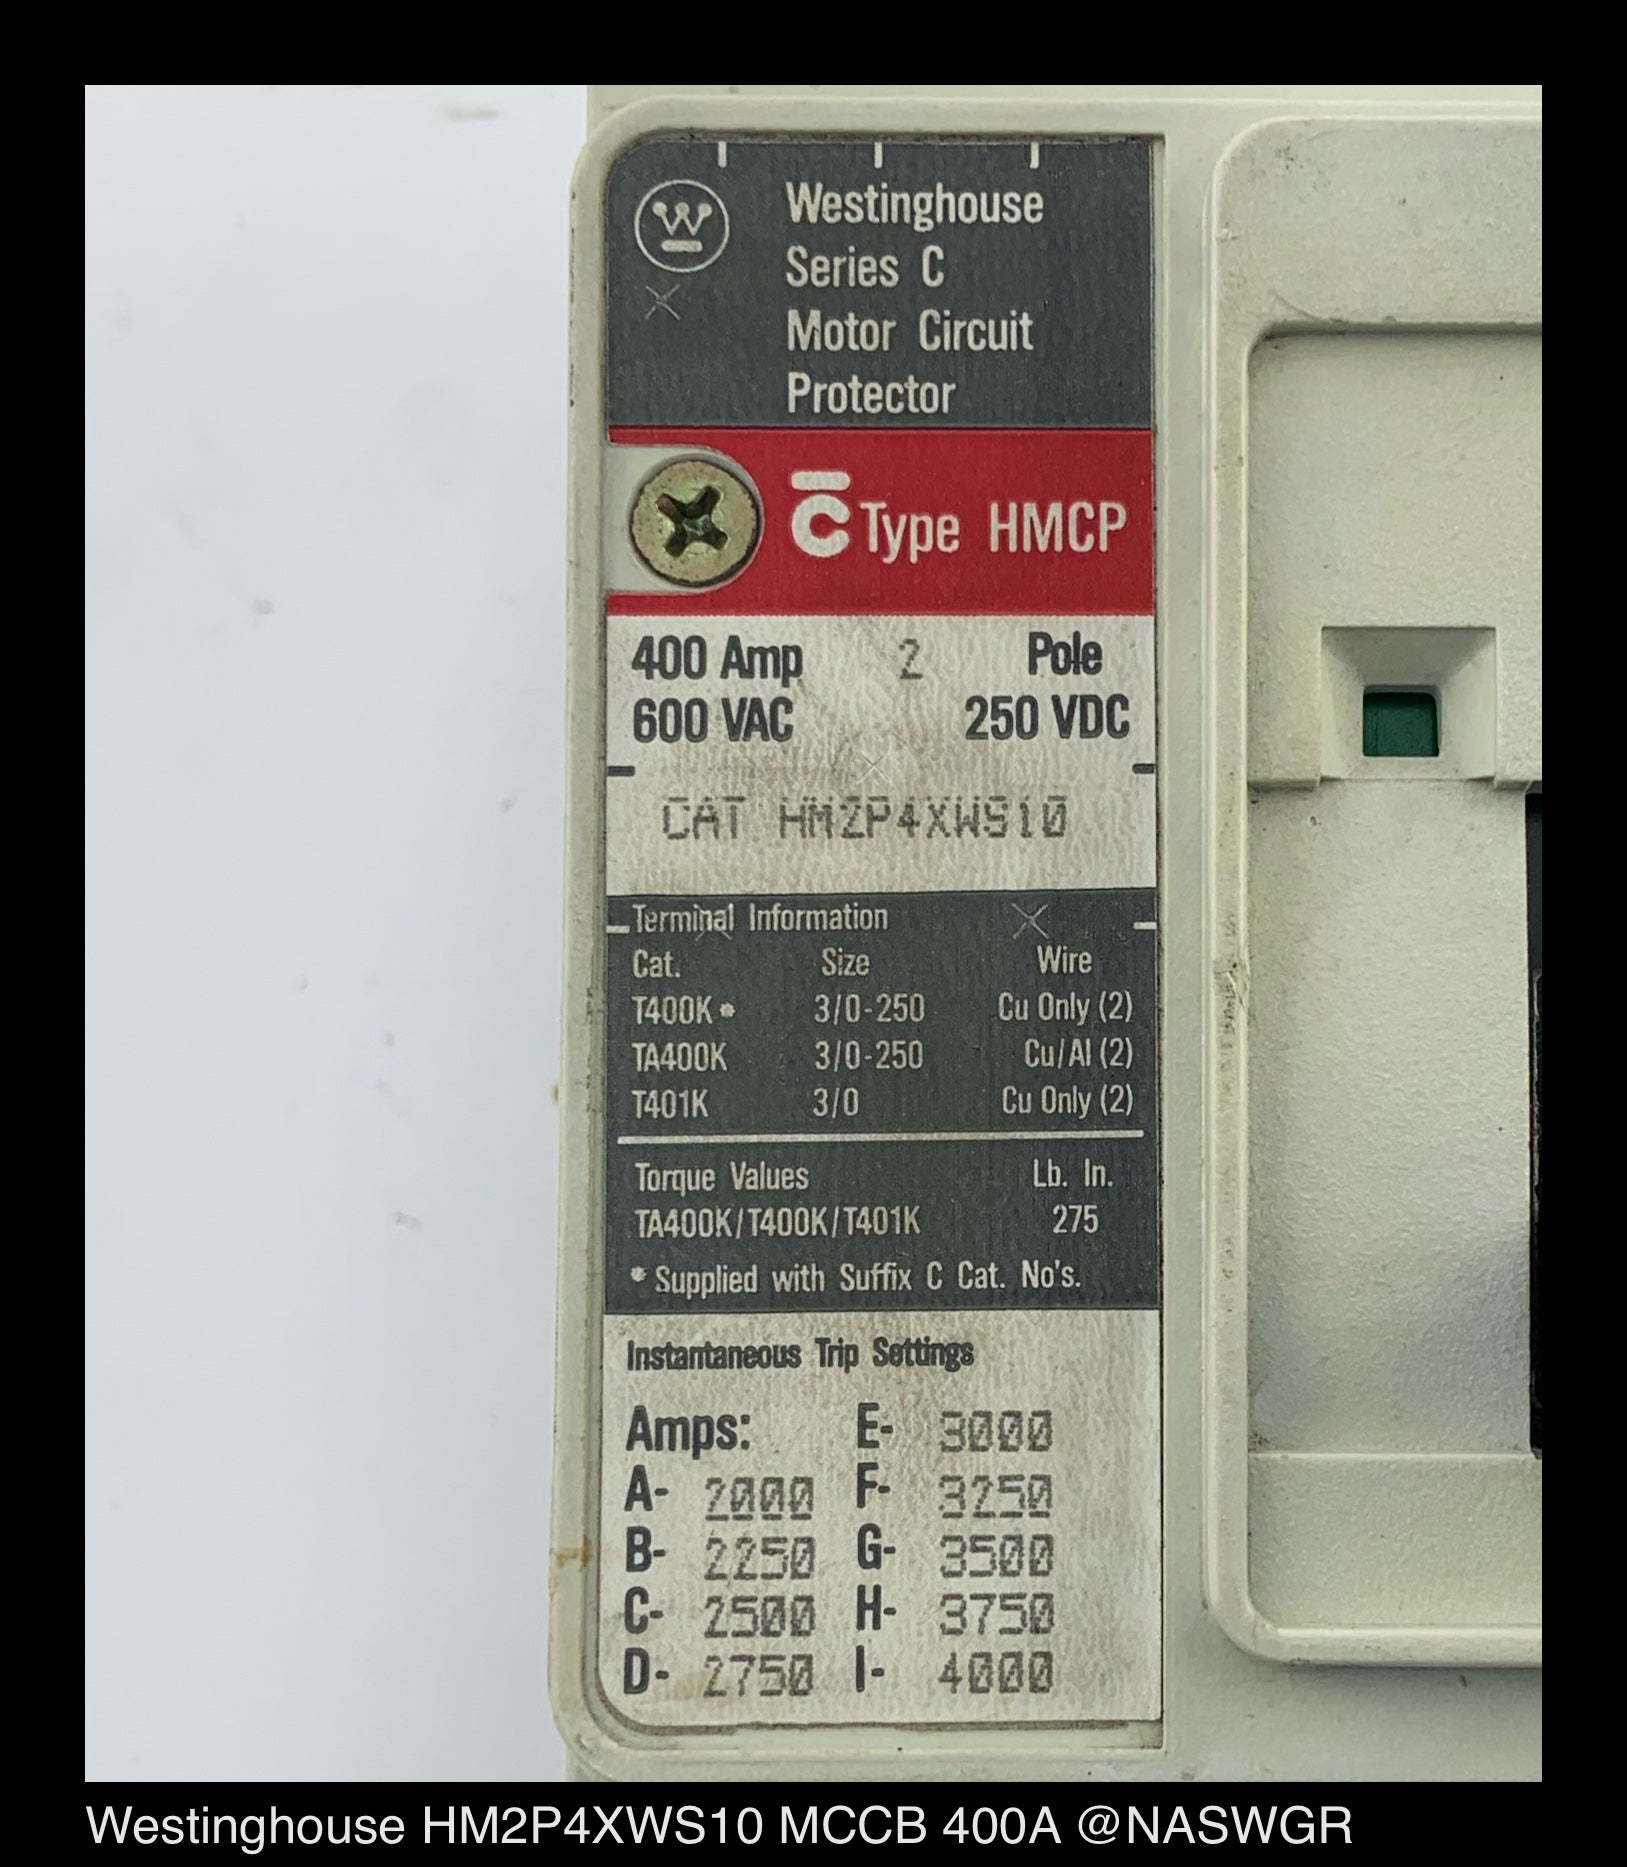 W
Westinghouse
Series C
Motor Circuit
Protector
C Type HMCP
400 Amp 2 Pole
600 VAC 250 VDC
CAT HM2P4XWS10
Terminal Information
Cat. Size Wire
T400K* 3/0-250 Cu Only (2)
TA400K 3/0-250 Cu/Al (2)
T401K 3/0 Cu Only (2)
Torque Values Lb. In.
TA400K/T400K/T401K 275
* Supplied with Suffix C Cat. No's.
Instantaneous Trip Settings
Amps: E- 3000
A- 2000 F- 3250
B- 2250 G- 3500
C- 2500 H- 3750
D- 2750 I- 4000
Westinghouse HM2P4XWS10 MCCB 400A @NASWGR